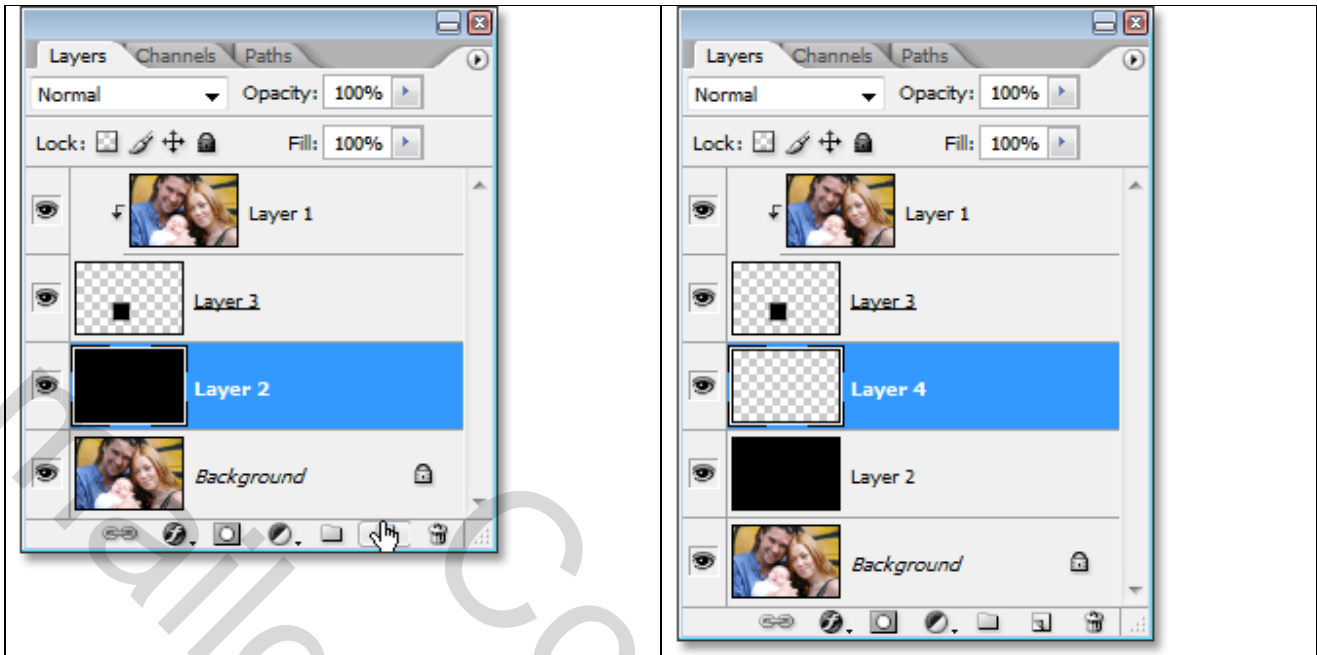 Layers Channels Paths
Normal Opacity: 100%
Lock: Fill: 100%
Layer 1
Layer 3
Layer 2
Background
Layers Channels Paths
Normal Opacity: 100%
Lock: Fill: 100%
Layer 1
Layer 3
Layer 4
Layer 2
Background